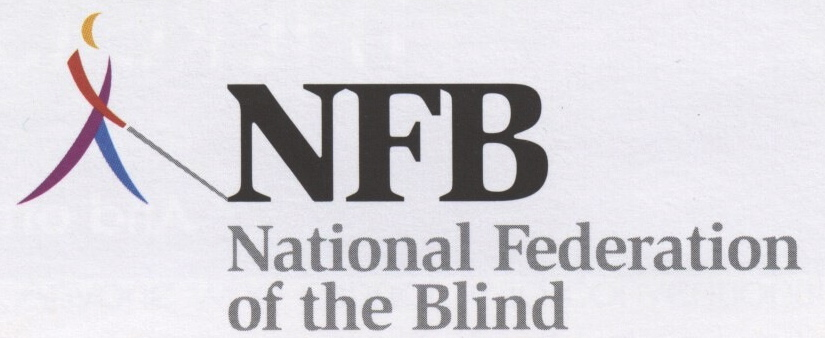 NFB
National Federation
of the Blind